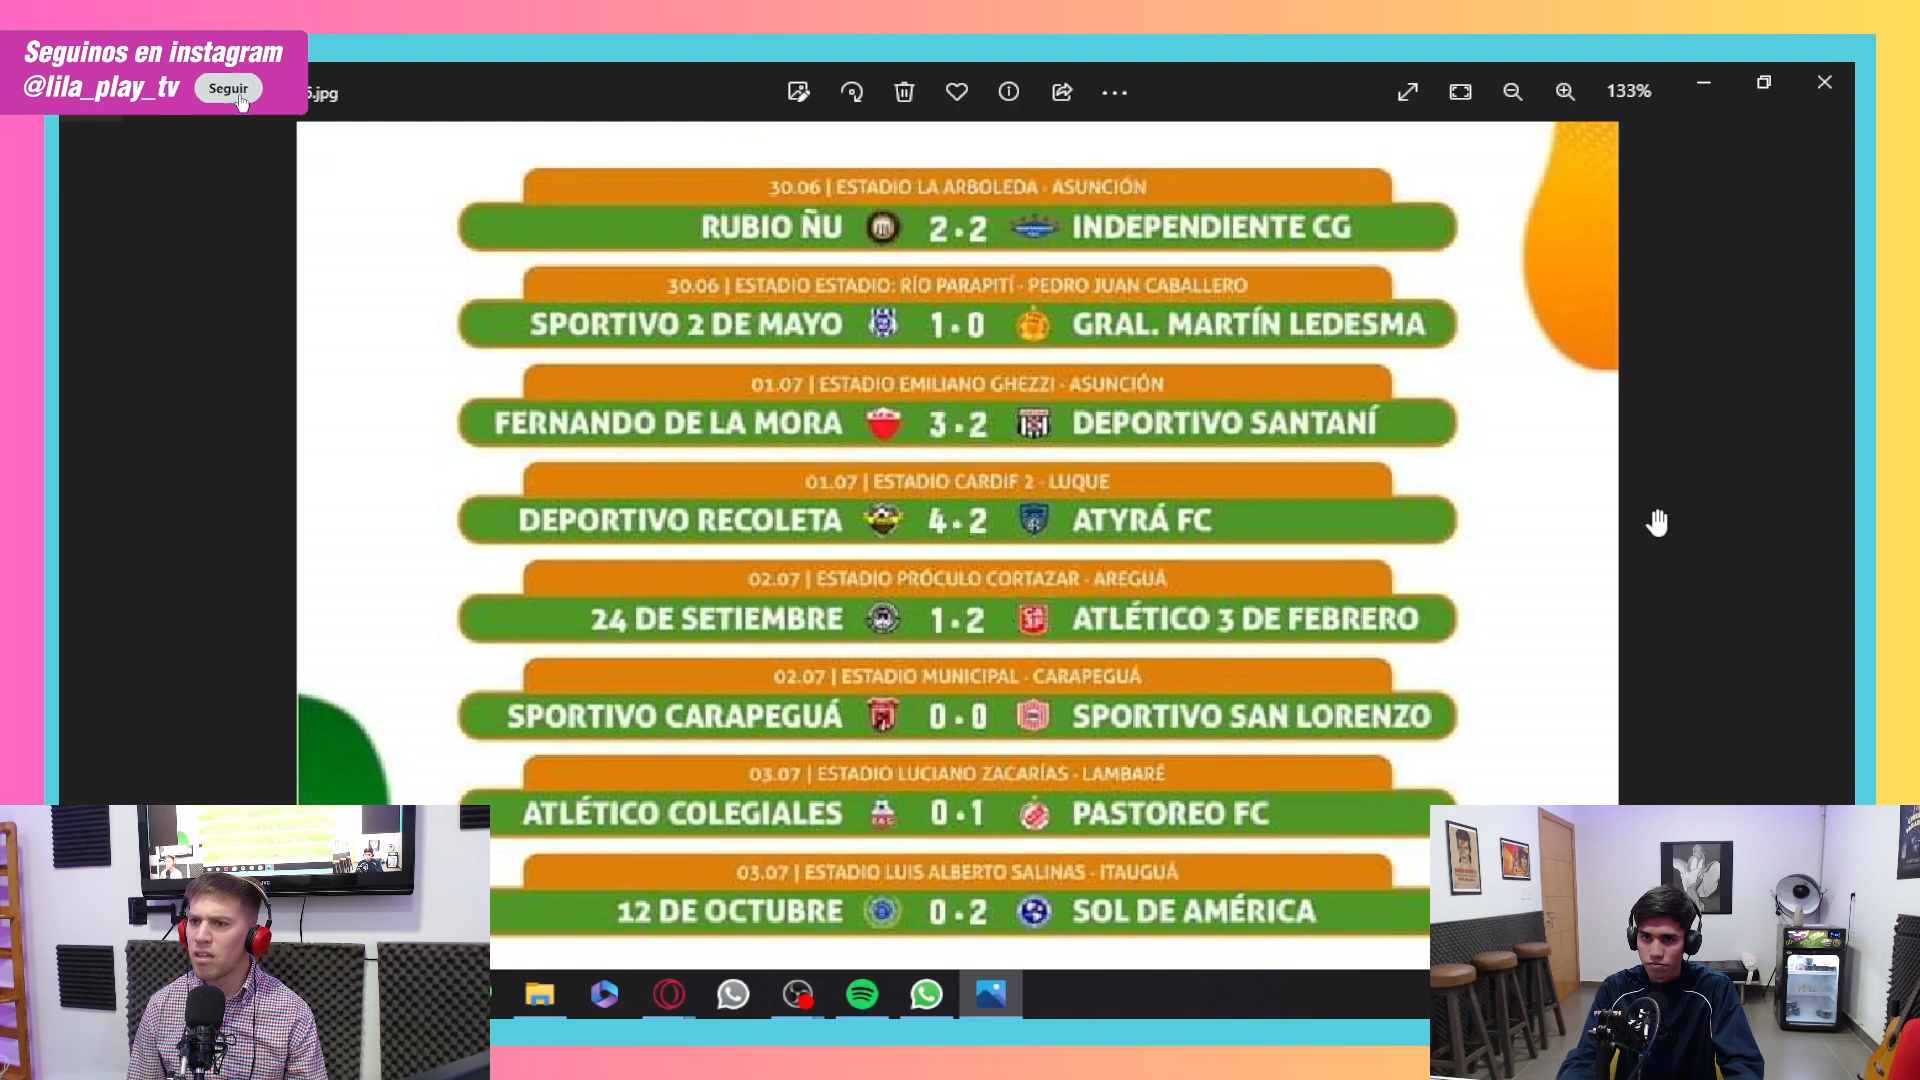 Seguinos en instagram
@lila_play_tv Seguir
5.jpg
133%
30.06 | ESTADIO LA ARBOLEDA - ASUNCIÓN
RUBIO ÑU 2 - 2 INDEPENDIENTE CG
30.06 | ESTADIO ESTADIO: RÍO PARAPITÍ - PEDRO JUAN CABALLERO
SPORTIVO 2 DE MAYO 1 - 0 GRAL. MARTÍN LEDESMA
01.07 | ESTADIO EMILIANO GHEZZI - ASUNCIÓN
FERNANDO DE LA MORA 3 - 2 DEPORTIVO SANTANÍ
01.07 | ESTADIO CARDIF 2 - LUQUE
DEPORTIVO RECOLETA 4 - 2 ATYRÁ FC
02.07 | ESTADIO PRÓCULO CORTAZAR - AREGUÁ
24 DE SETIEMBRE 1 - 2 ATLÉTICO 3 DE FEBRERO
02.07 | ESTADIO MUNICIPAL - CARAPEGUÁ
SPORTIVO CARAPEGUÁ 0 - 0 SPORTIVO SAN LORENZO
03.07 | ESTADIO LUCIANO ZACARÍAS - LAMBARÉ
ATLÉTICO COLEGIALES 0 - 1 PASTOREO FC
03.07 | ESTADIO LUIS ALBERTO SALINAS - ITAUGUÁ
12 DE OCTUBRE 0 - 2 SOL DE AMÉRICA